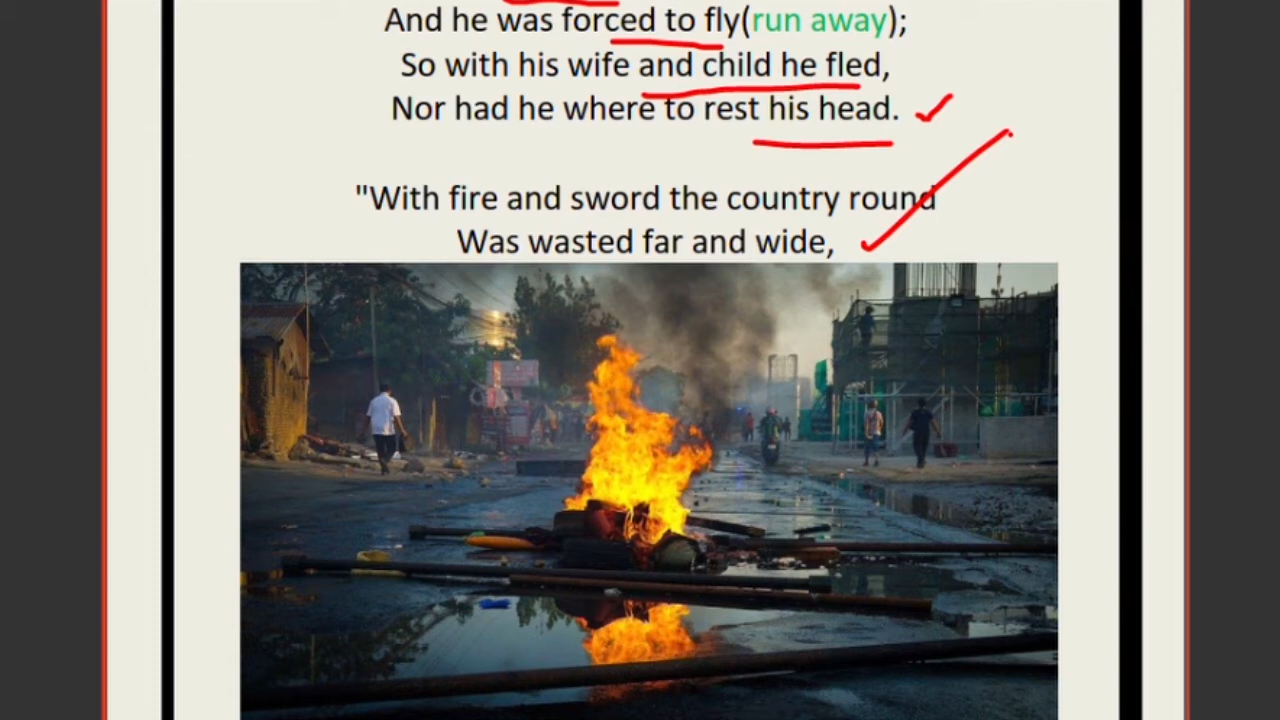 And he was forced to fly(run away);
So with his wife and child he fled,
Nor had he where to rest his head.
"With fire and sword the country round
Was wasted far and wide,